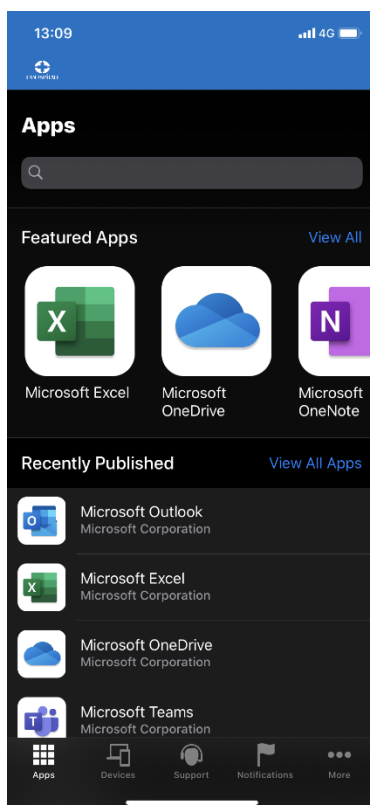 13:09
4G
Apps
Featured Apps
View All
X
N
Microsoft Excel
Microsoft
OneDrive
Microsoft
OneNote
Recently Published
View All Apps
O
Microsoft Outlook
Microsoft Corporation
X
Microsoft Excel
Microsoft Corporation
Microsoft OneDrive
Microsoft Corporation
T
Microsoft Teams
Microsoft Corporation
Apps
Devices
Support
Notifications
More